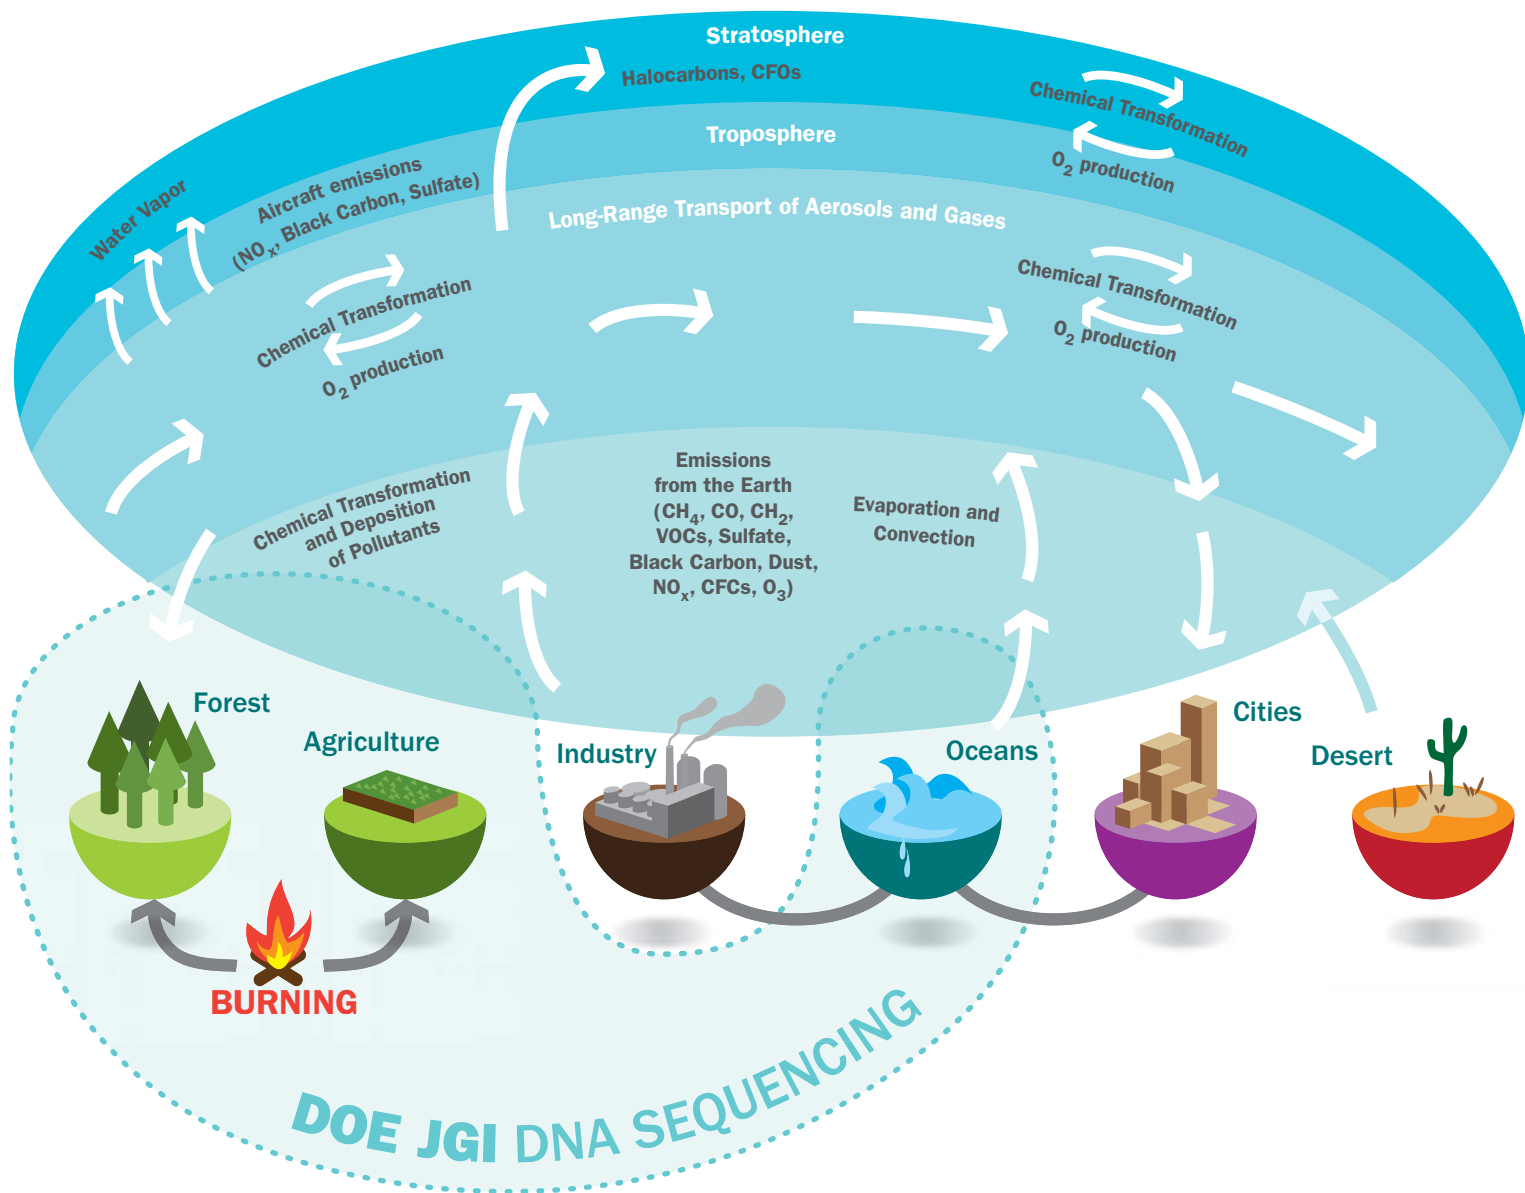 Stratosphere
Halocarbons, CFOs
Chemical Transformation
O2 production
Troposphere
Water Vapor
Aircraft emissions
(NOx, Black Carbon, Sulfate)
Long-Range Transport of Aerosols and Gases
Chemical Transformation
O2 production
Chemical Transformation
O2 production
Chemical Transformation
and Deposition
of Pollutants
Emissions
from the Earth
(CH4, CO, CH2,
VOCs, Sulfate,
Black Carbon, Dust,
NOx, CFCs, O3)
Evaporation and
Convection
Forest
Agriculture
Industry
Oceans
Cities
Desert
BURNING
DOE JGI DNA SEQUENCING